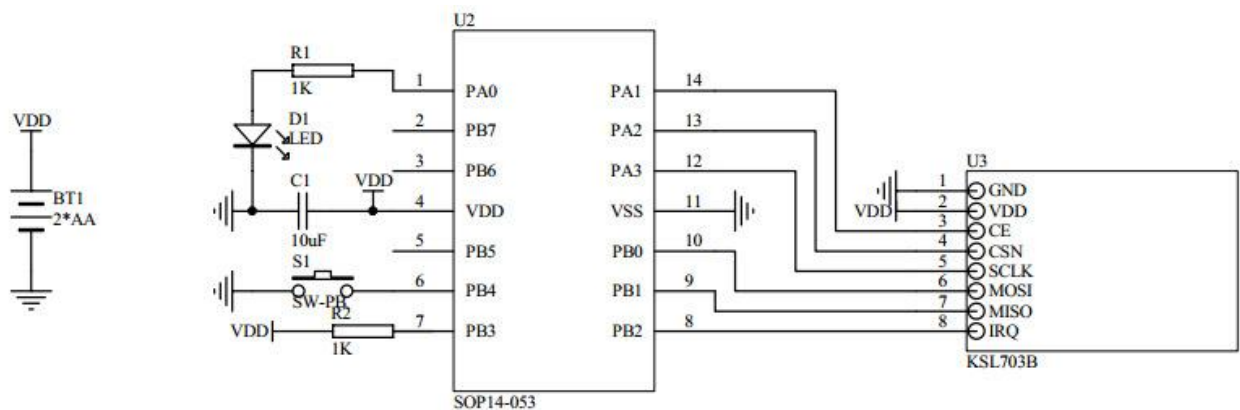 VDD
BT1
2*AA
R1
1K
D1
LED
C1
10uF
VDD
S1
SW-PB
R2
1K
VDD
U2
1 PA0
2 PB7
3 PB6
4 VDD
5 PB5
6 PB4
7 PB3
PA1 14
PA2 13
PA3 12
VSS 11
PB0 10
PB1 9
PB2 8
SOP14-053
U3
1 GND
VDD 2 VDD
3 CE
4 CSN
5 SCLK
6 MOSI
7 MISO
8 IRQ
KSL703B